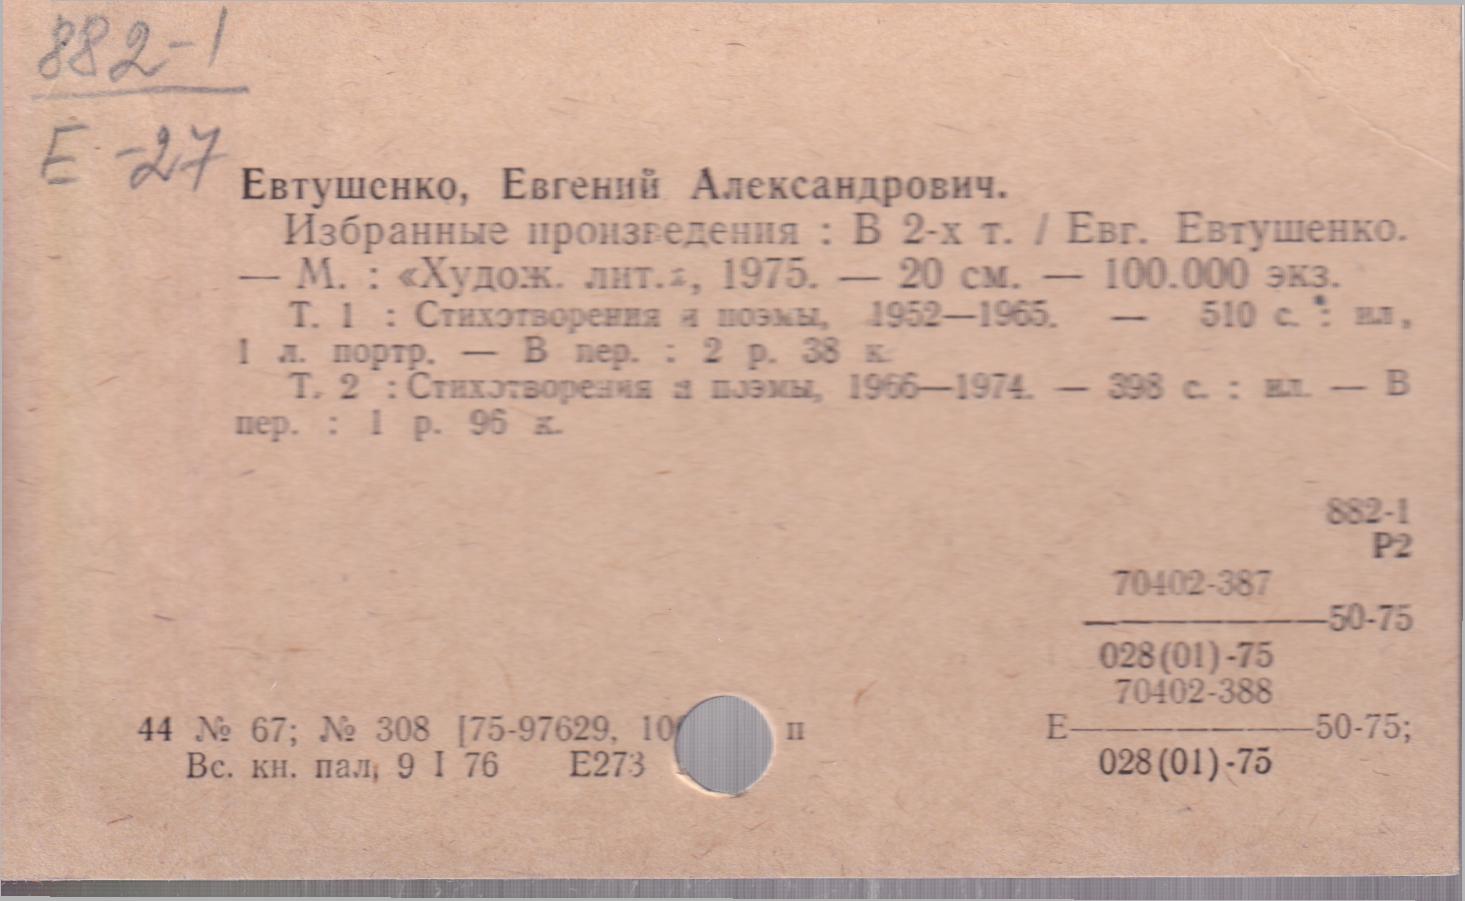 882-1
Е-27
Евтушенко, Евгений Александрович.
Избранные произведения : В 2-х т. / Евг. Евтушенко.
— М. : «Худож. лит.», 1975. — 20 см. — 100.000 экз.
Т. 1 : Стихотворения и поэмы, 1952—1965. — 510 с. : ил.,
1 л. портр. — В пер. : 2 р. 38 к.
Т. 2 : Стихотворения и поэмы, 1966—1974. — 398 с. : ил. — В
пер. : 1 р. 96 к.
882-1
Р2
70402-387
————————50-75
028(01)-75
70402-388
Е————————50-75;
028(01)-75
44 № 67; № 308 [75-97629, п
Вс. кн. пал, 9 I 76 Е273